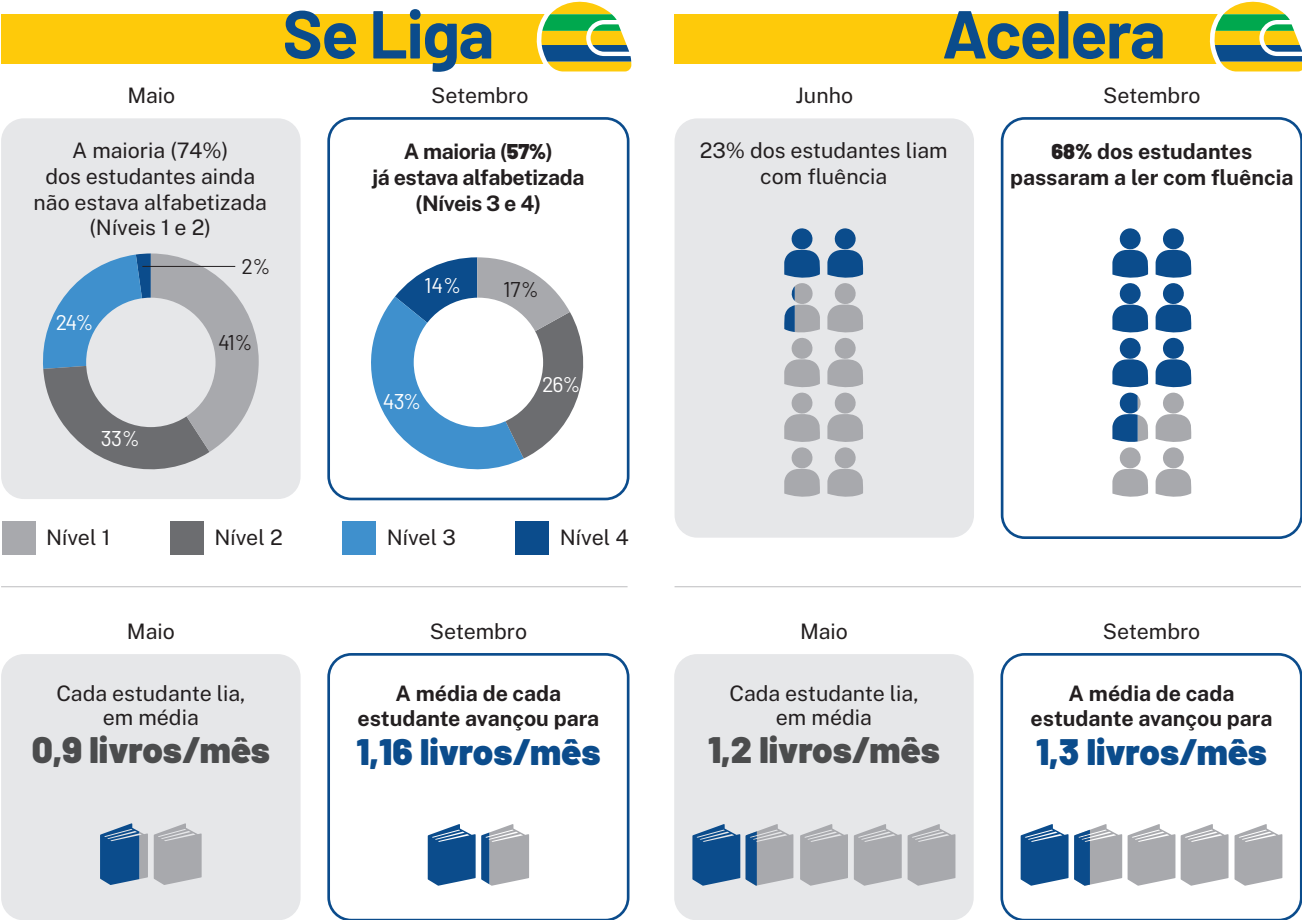 Se Liga
Maio
A maioria (74%)
dos estudantes ainda
não estava alfabetizada
(Níveis 1 e 2)
2%
24%
41%
33%
Setembro
A maioria (57%)
já estava alfabetizada
(Níveis 3 e 4)
14%
17%
43%
26%
Nível 1
Nível 2
Nível 3
Nível 4
Maio
Cada estudante lia,
em média
0,9 livros/mês
Setembro
A média de cada
estudante avançou para
1,16 livros/mês
Acelera
Junho
23% dos estudantes liam
com fluência
Setembro
68% dos estudantes
passaram a ler com fluência
Maio
Cada estudante lia,
em média
1,2 livros/mês
Setembro
A média de cada
estudante avançou para
1,3 livros/mês